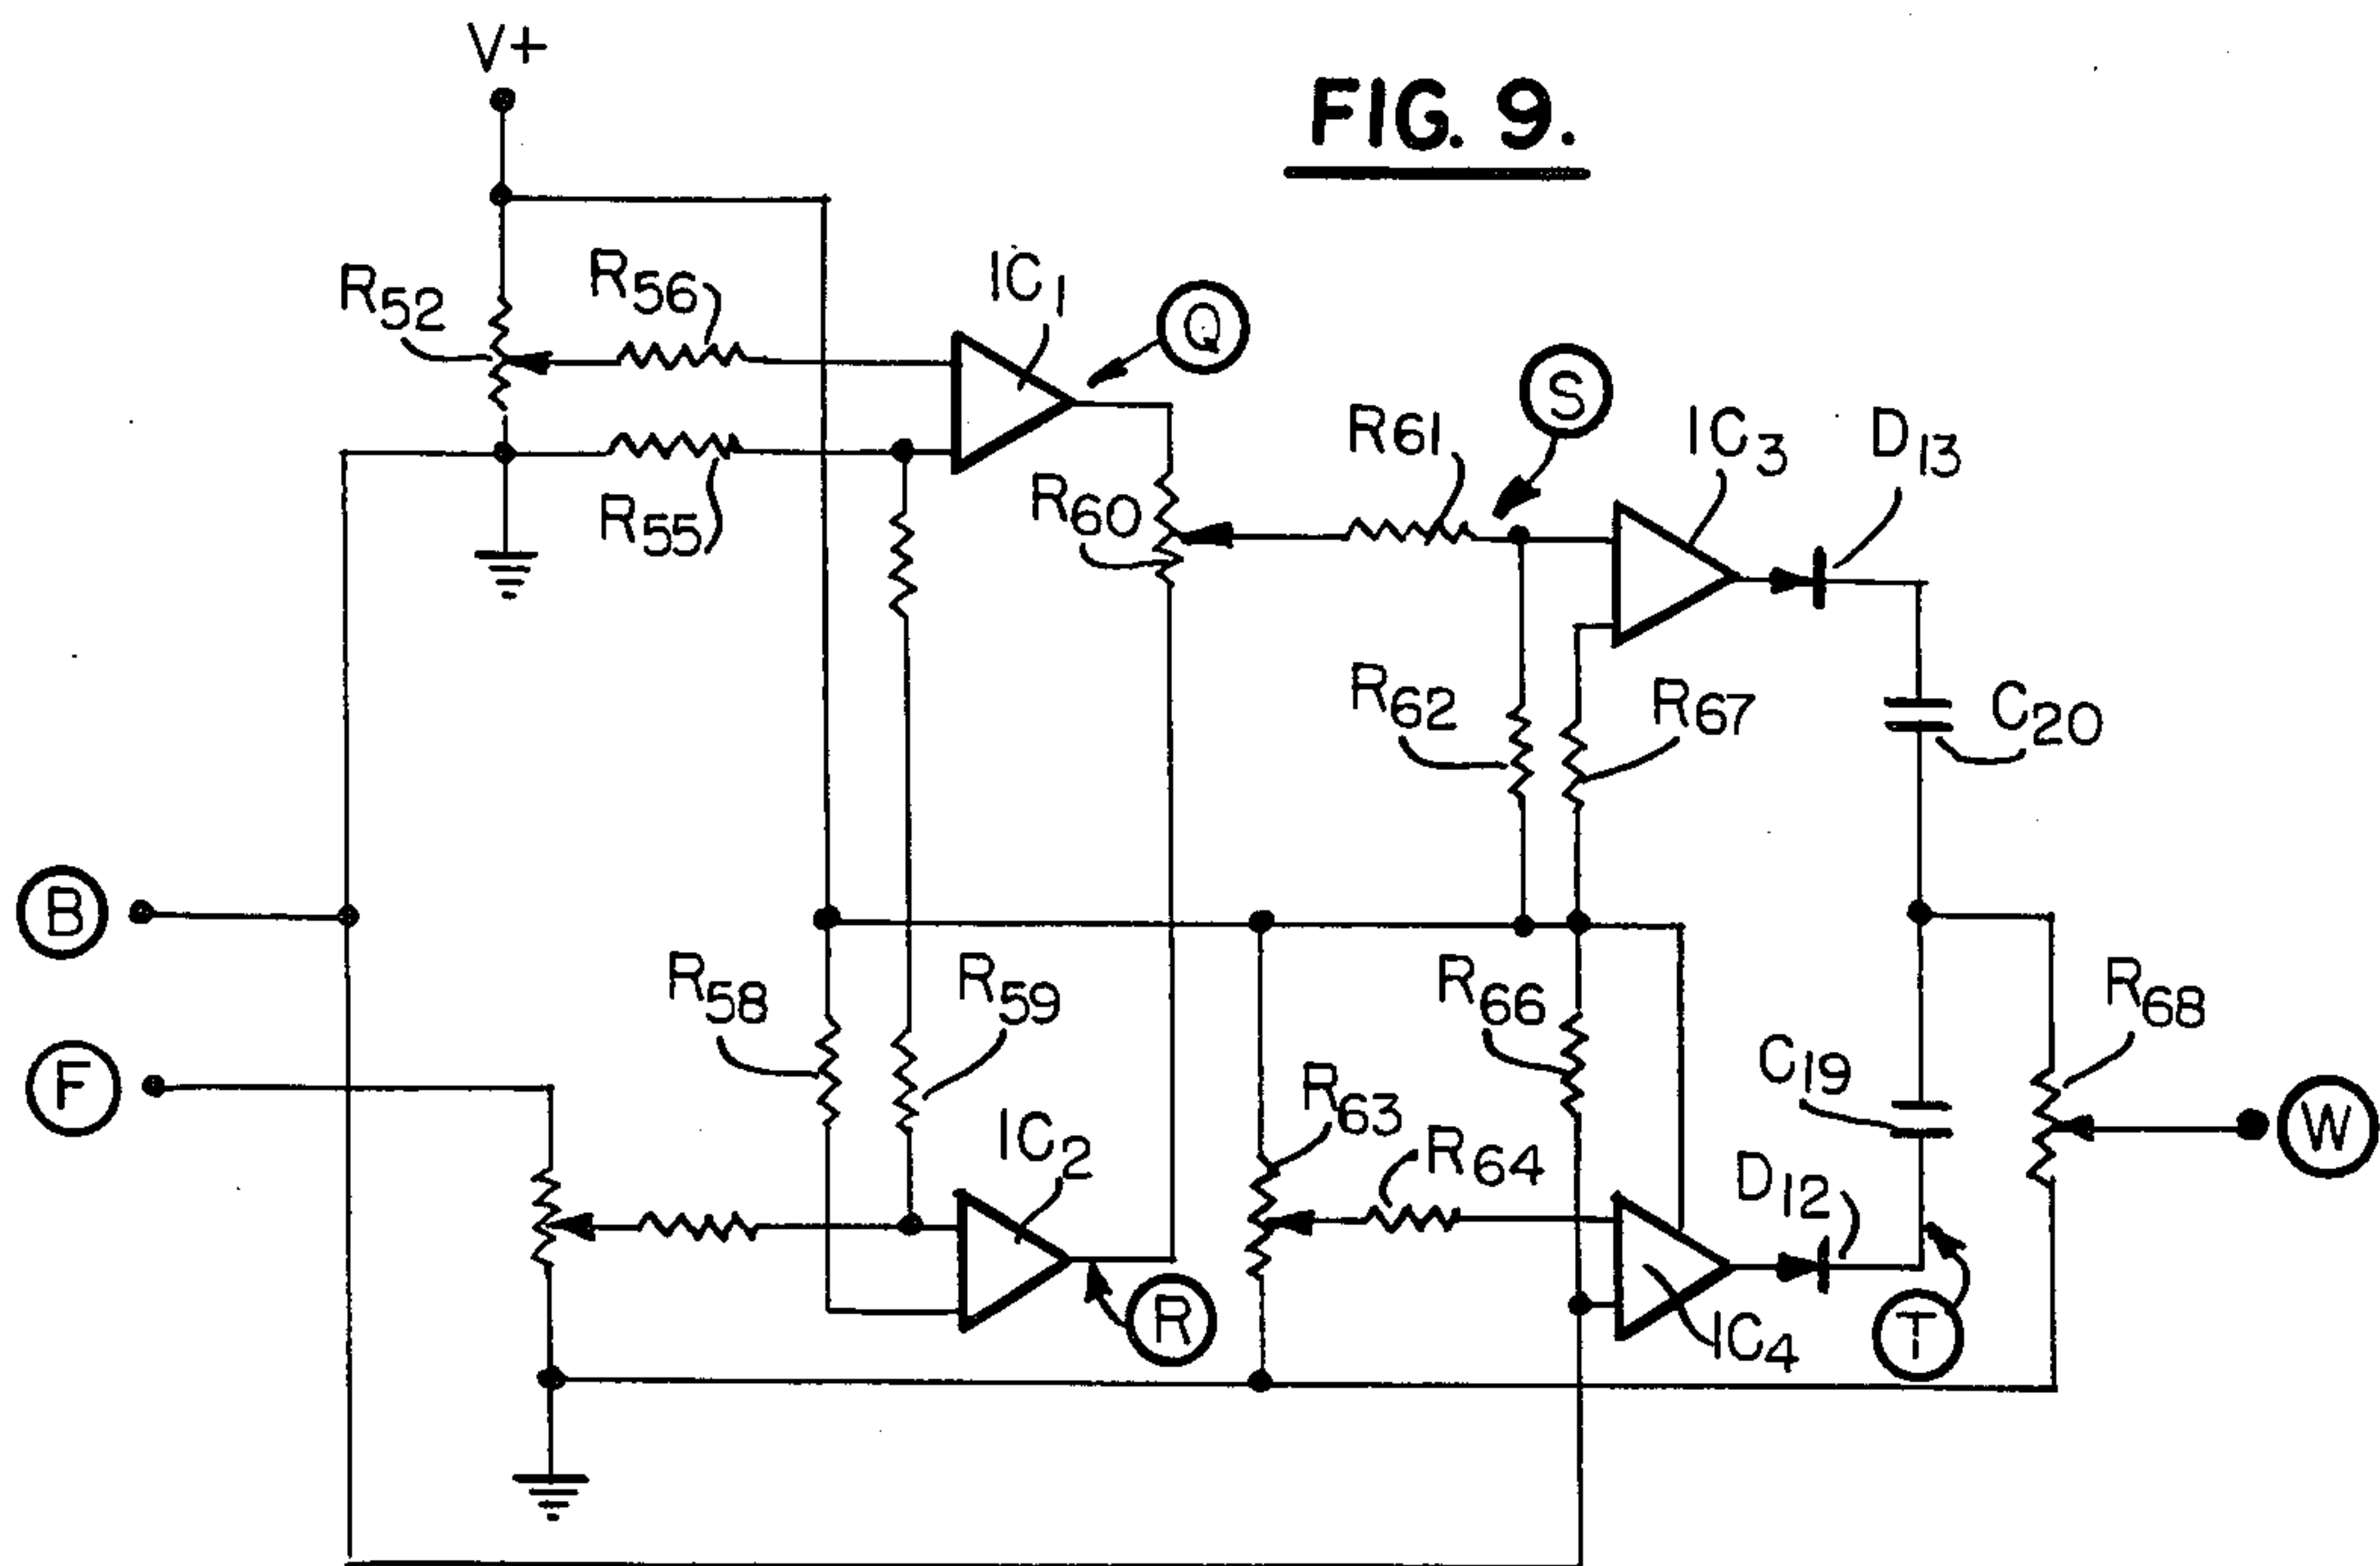 V+
FIG. 9.
R52
R56
IC1
Q
R55
R60
R61
S
IC3
D13
R62
R67
C20
B
F
R58
R59
IC2
R
R66
R63
R64
C19
D12
R68
W
IC4
T